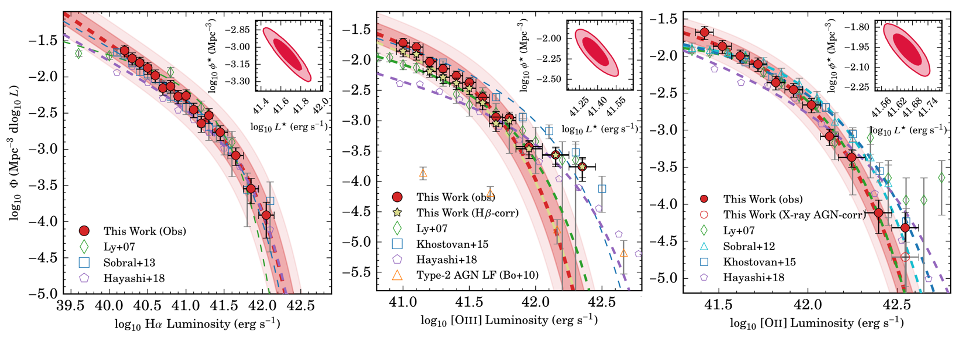 log₁₀ Φ (Mpc⁻³ dlog₁₀ L)
−1.5
−2.0
−2.5
−3.0
−3.5
−4.0
−4.5
−5.0
39.5 40.0 40.5 41.0 41.5 42.0 42.5
log₁₀ Hα Luminosity (erg s⁻¹)
This Work (Obs)
Ly+07
Sobral+13
Hayashi+18
log₁₀ ϕ* (Mpc⁻³)
−2.85
−3.00
−3.15
−3.30
41.4 41.6 41.8 42.0
log₁₀ L* (erg s⁻¹)
−1.5
−2.0
−2.5
−3.0
−3.5
−4.0
−4.5
−5.0
−5.5
41.0 41.5 42.0 42.5
log₁₀ [OIII] Luminosity (erg s⁻¹)
This Work (obs)
This Work (Hβ-corr)
Ly+07
Khostovan+15
Hayashi+18
Type-2 AGN LF (Bo+10)
log₁₀ ϕ* (Mpc⁻³)
−2.00
−2.25
−2.50
41.25 41.40 41.55
log₁₀ L* (erg s⁻¹)
−1.5
−2.0
−2.5
−3.0
−3.5
−4.0
−4.5
−5.0
41.5 42.0 42.5
log₁₀ [OII] Luminosity (erg s⁻¹)
This Work (obs)
This Work (X-ray AGN-corr)
Ly+07
Sobral+12
Khostovan+15
Hayashi+18
log₁₀ ϕ* (Mpc⁻³)
−1.80
−1.95
−2.10
−2.25
41.56 41.62 41.68 41.74
log₁₀ L* (erg s⁻¹)